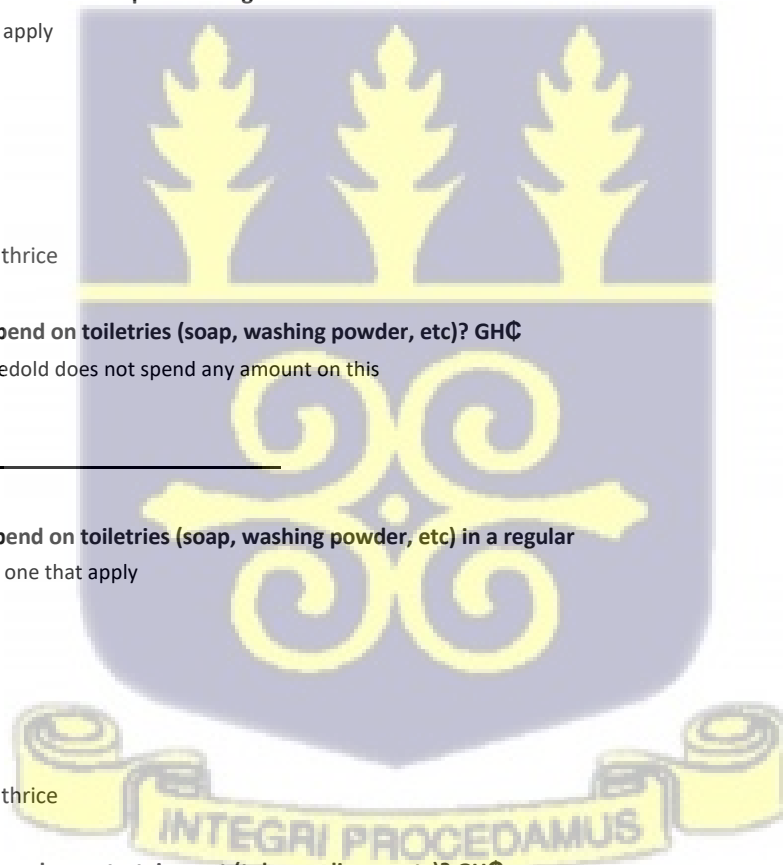 apply
thrice
pend on toiletries (soap, washing powder, etc)? GH₵
edold does not spend any amount on this
pend on toiletries (soap, washing powder, etc) in a regular
one that apply
thrice
INTEGRI PROCEDAMUS